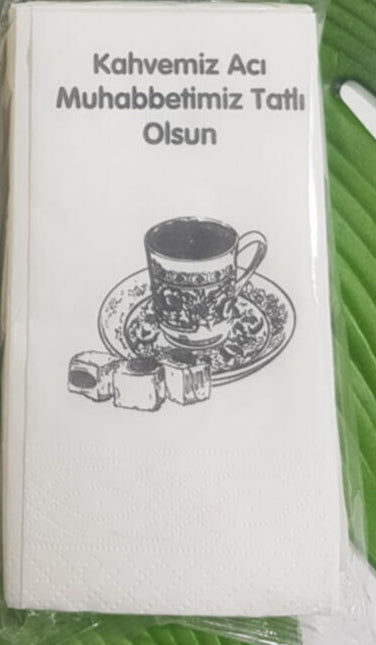 Kahvemiz Acı
Muhabbetimiz Tatlı
Olsun